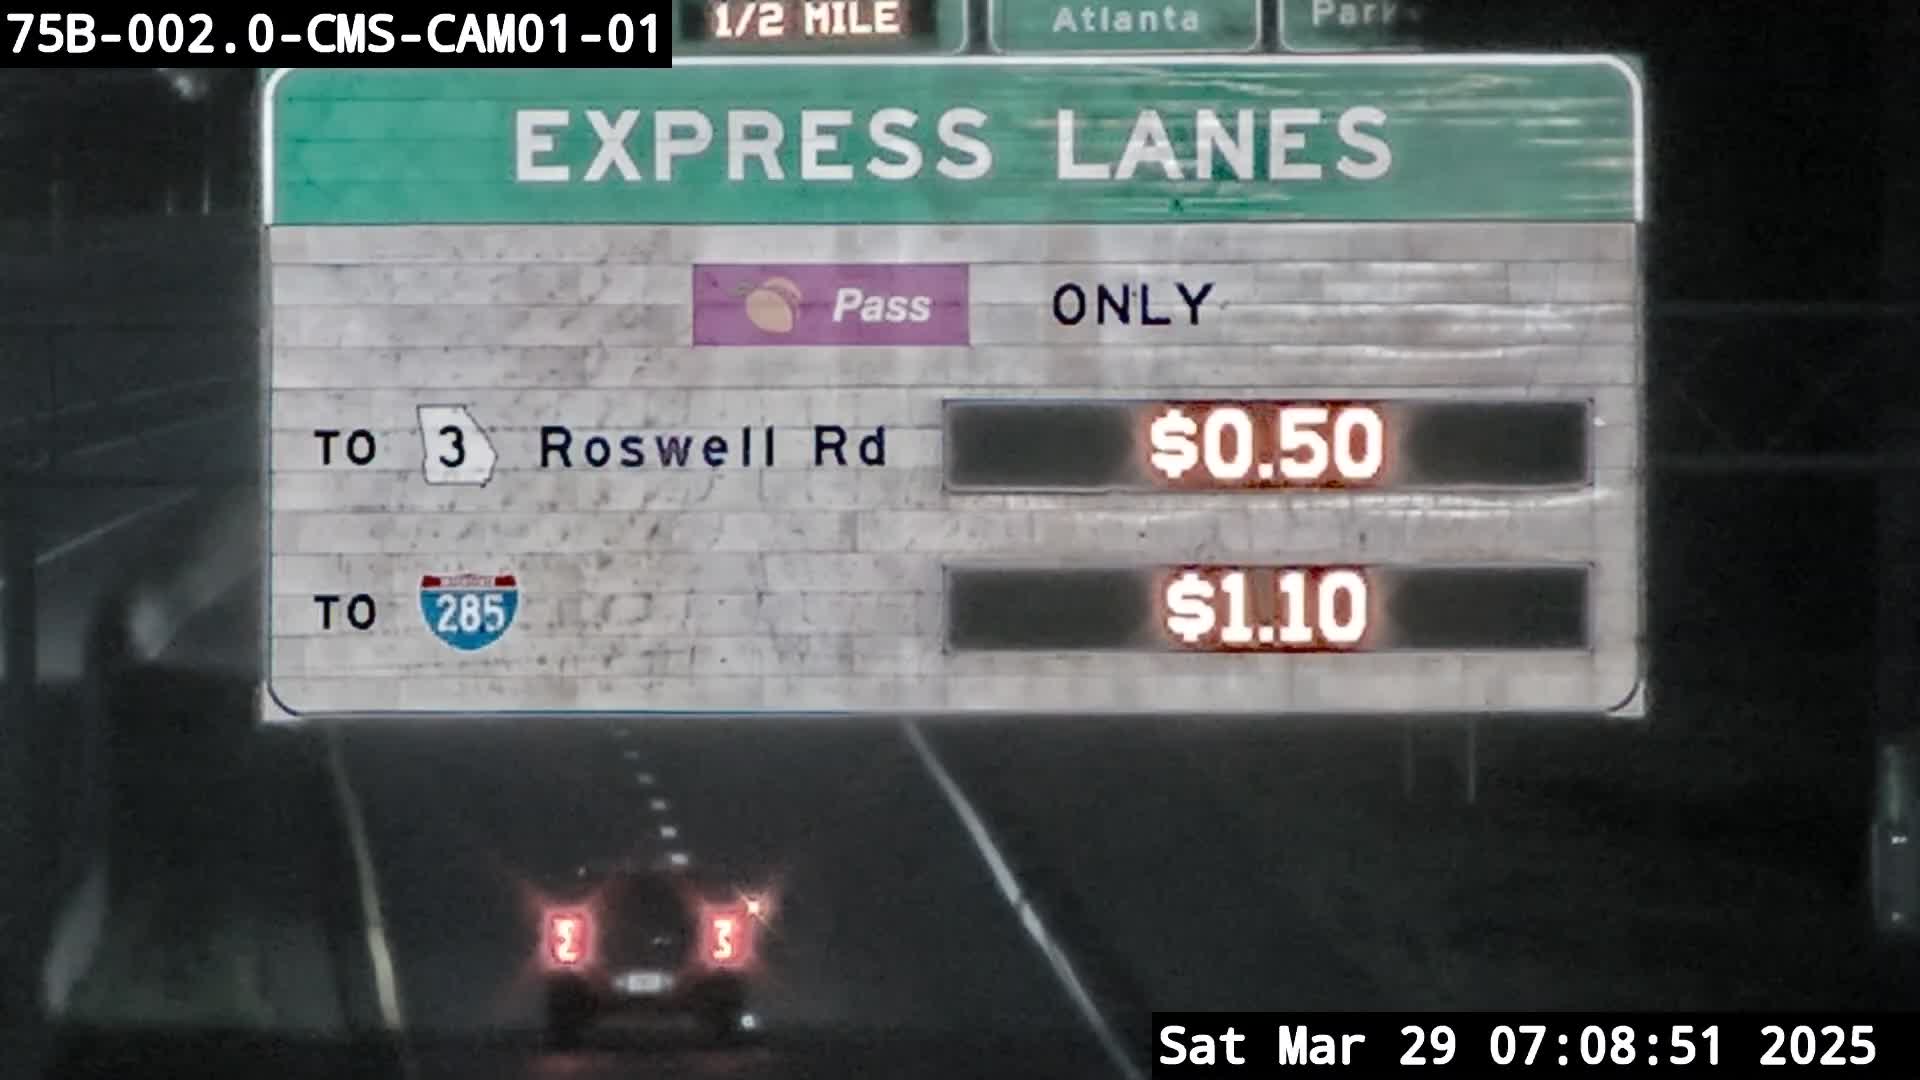 75B-002.0-CMS-CAM01-01
1/2 MILE
Atlanta
Park
EXPRESS LANES
Pass ONLY
TO 3 Roswell Rd $0.50
TO 285 $1.10
Sat Mar 29 07:08:51 2025